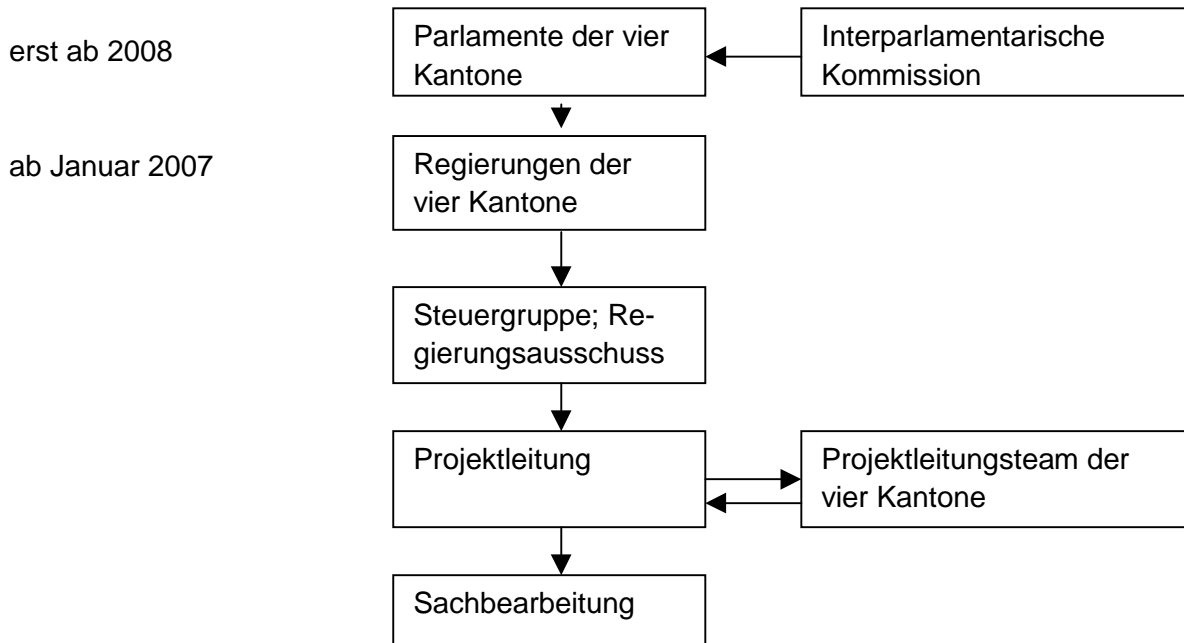 erst ab 2008
Parlamente der vier
Kantone
Interparlamentarische
Kommission
ab Januar 2007
Regierungen der
vier Kantone
Steuergruppe; Re-
gierungsausschuss
Projektleitung
Projektleitungsteam der
vier Kantone
Sachbearbeitung